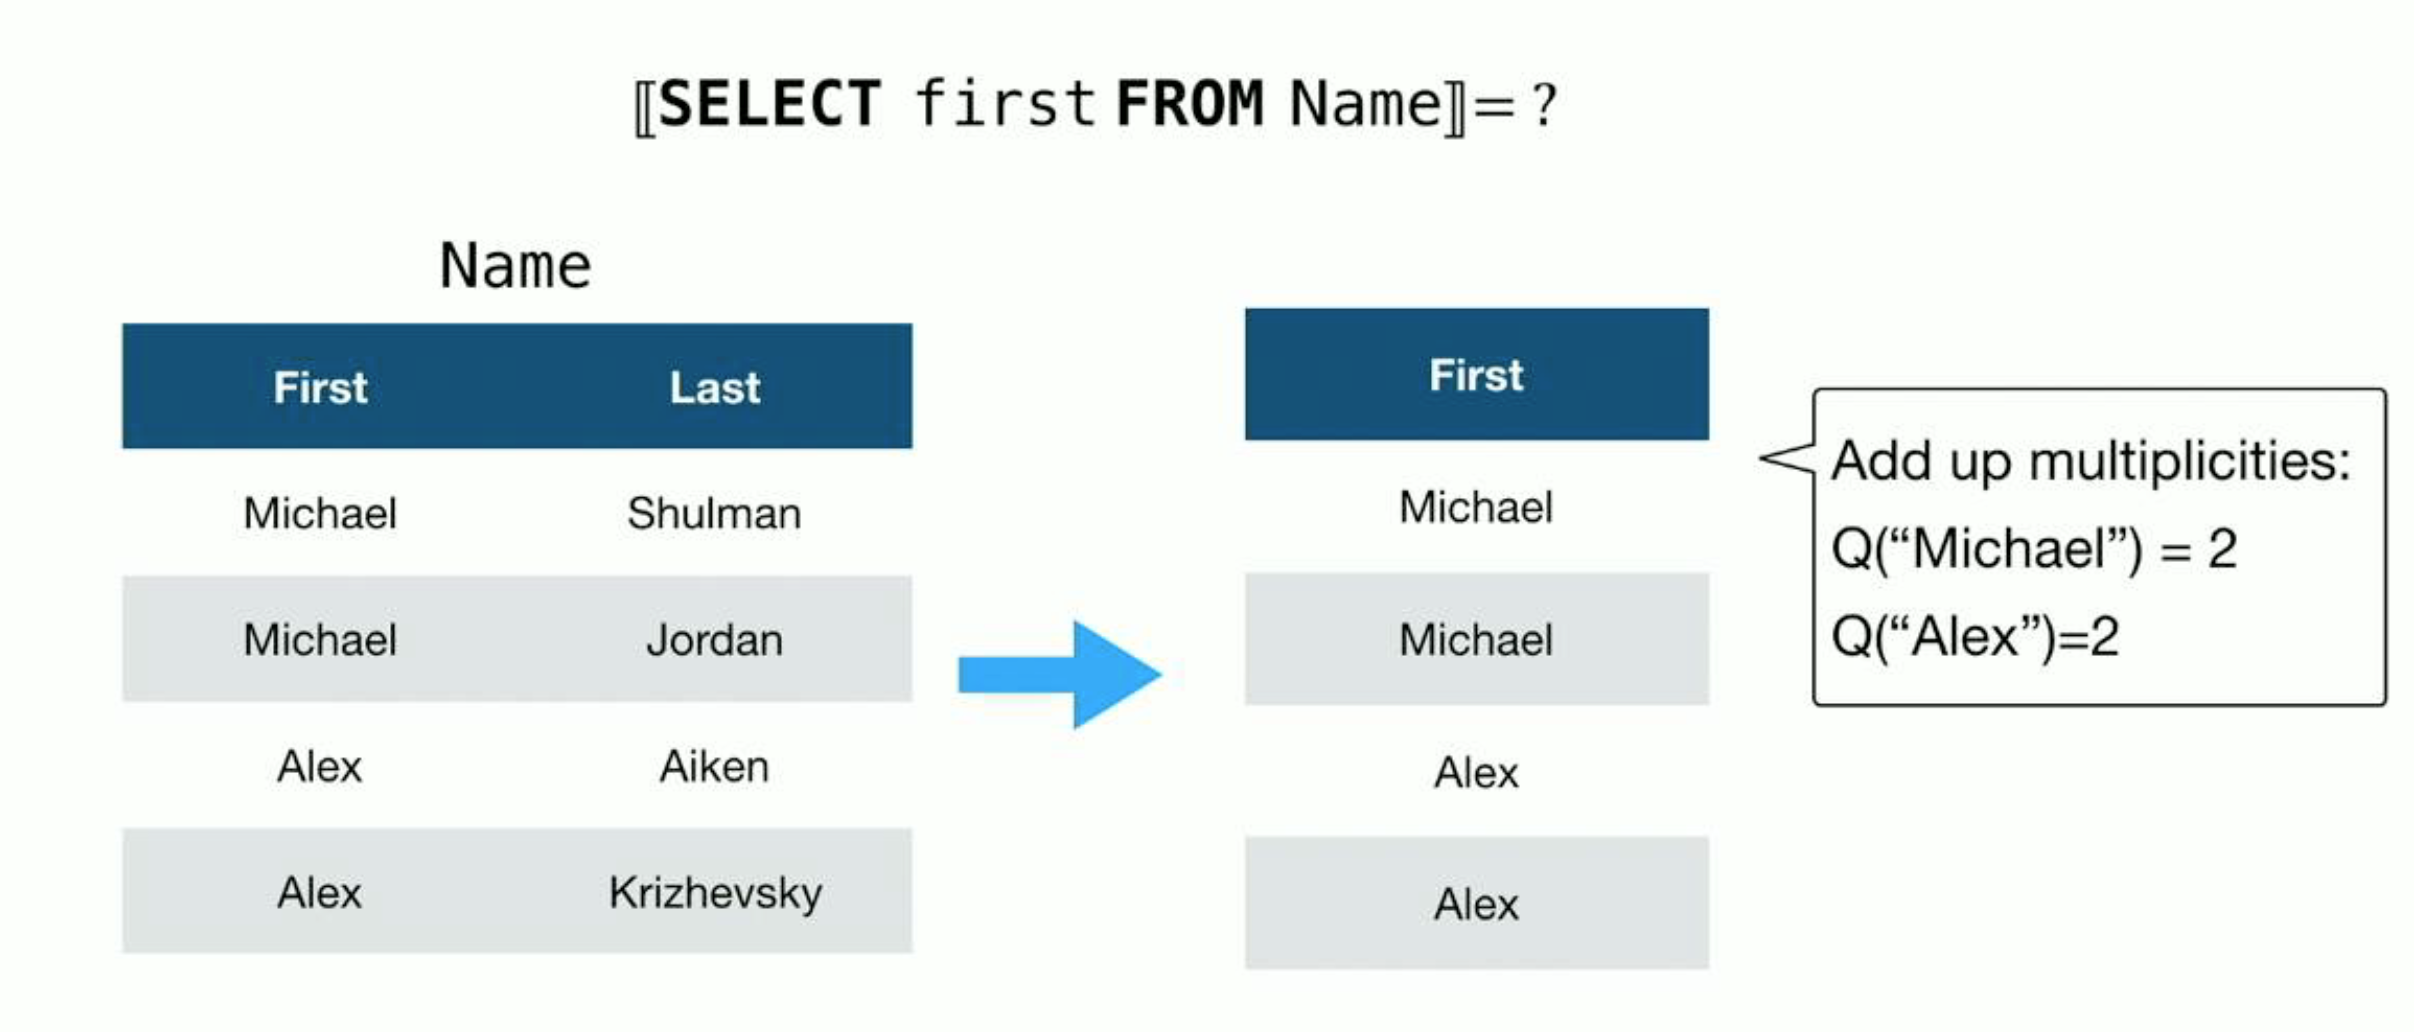 ⟦SELECT first FROM Name⟧= ?
Name
First Last
Michael Shulman
Michael Jordan
Alex Aiken
Alex Krizhevsky
First
Michael
Michael
Alex
Alex
Add up multiplicities:
Q(“Michael”) = 2
Q(“Alex”)=2